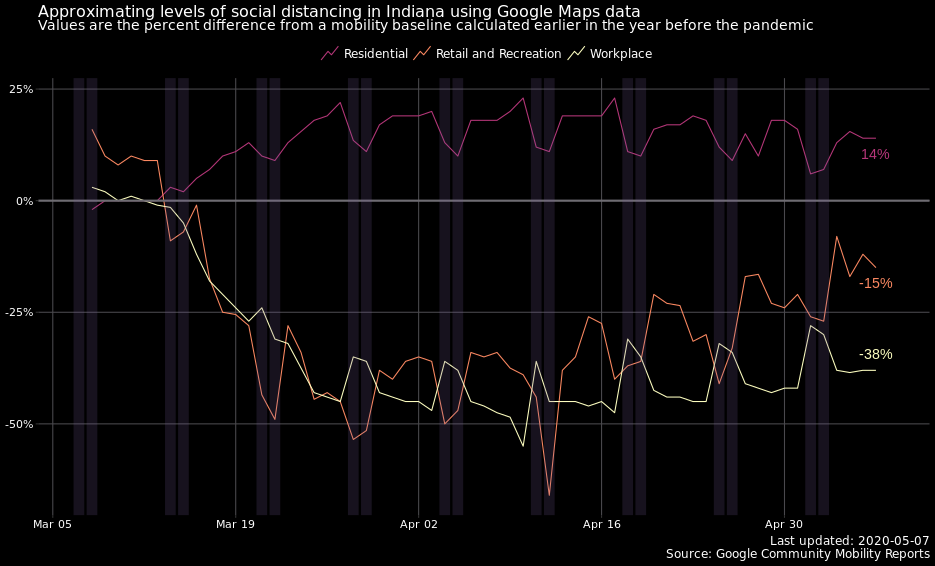 Approximating levels of social distancing in Indiana using Google Maps data
Values are the percent difference from a mobility baseline calculated earlier in the year before the pandemic
Residential Retail and Recreation Workplace
25%
0%
-25%
-50%
14%
-15%
-38%
Mar 05 Mar 19 Apr 02 Apr 16 Apr 30
Last updated: 2020-05-07
Source: Google Community Mobility Reports